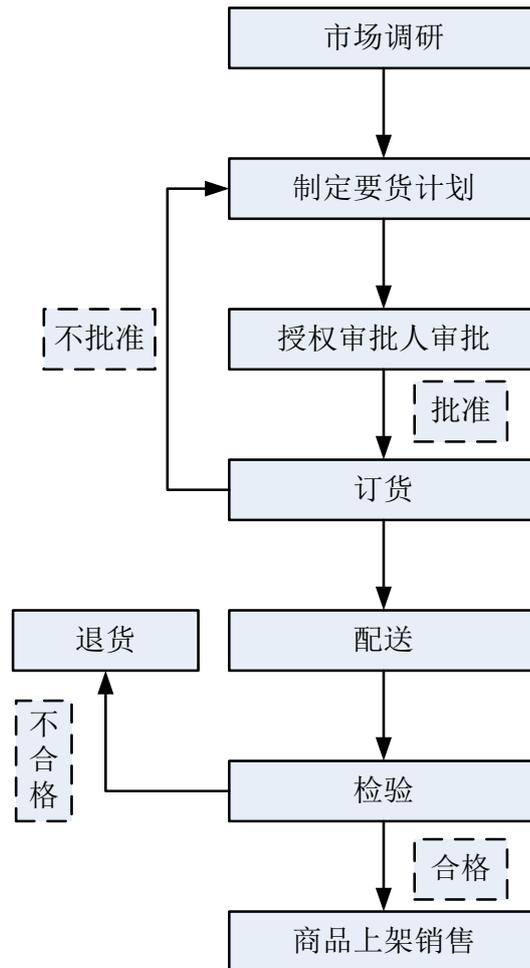 市场调研
制定要货计划
不批准
授权审批人审批
批准
订货
退货
配送
不
合
格
检验
合格
商品上架销售